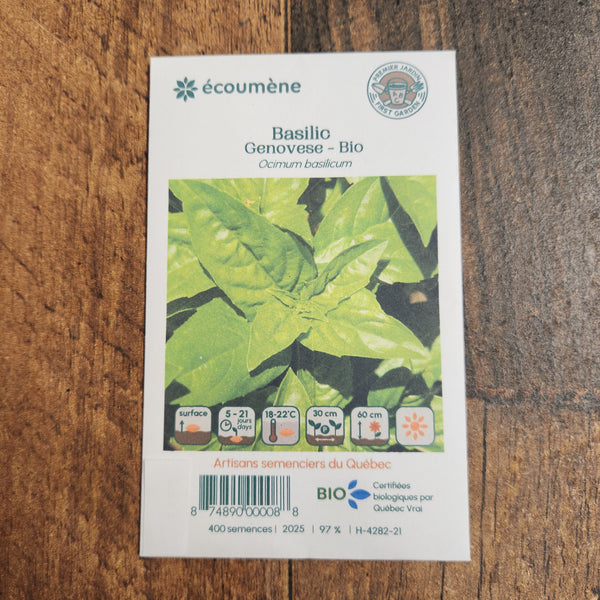 écoumène
PREMIER JARDIN
FIRST GARDEN
Basilic
Genovese - Bio
Ocimum basilicum
surface
5 - 21
jours
days
18-22°C
30 cm
60 cm
Artisans semenciers du Québec
8 74890 00008 8
BIO
Certifiées
biologiques par
Québec Vrai
400 semences | 2025 | 97 % | H-4282-21